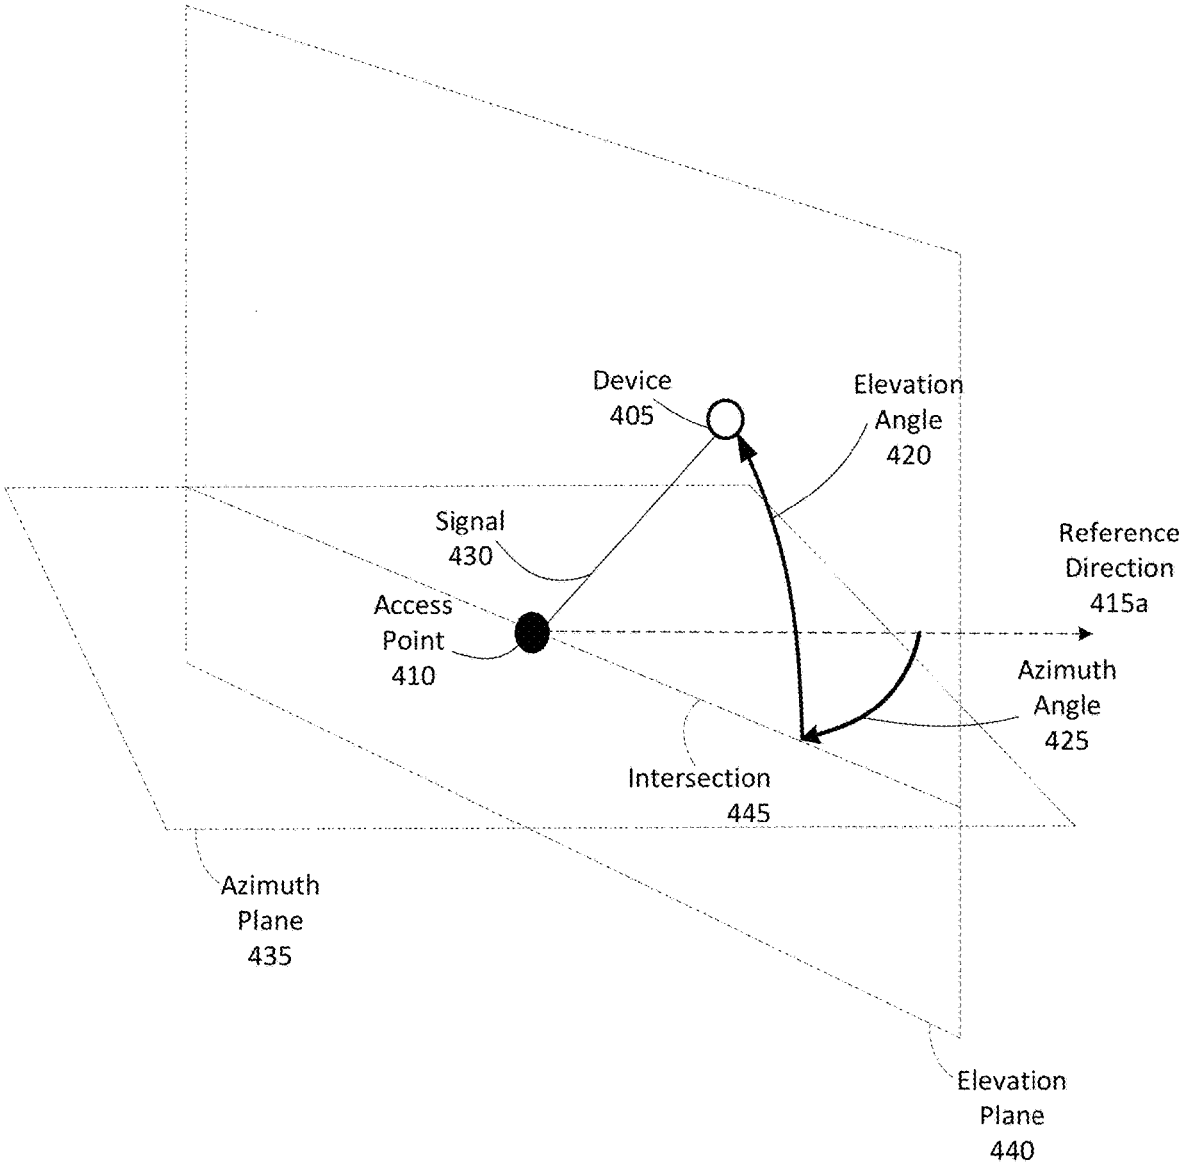 Device
405
Elevation
Angle
420
Signal
430
Reference
Direction
415a
Access
Point
410
Azimuth
Angle
425
Intersection
445
Azimuth
Plane
435
Elevation
Plane
440